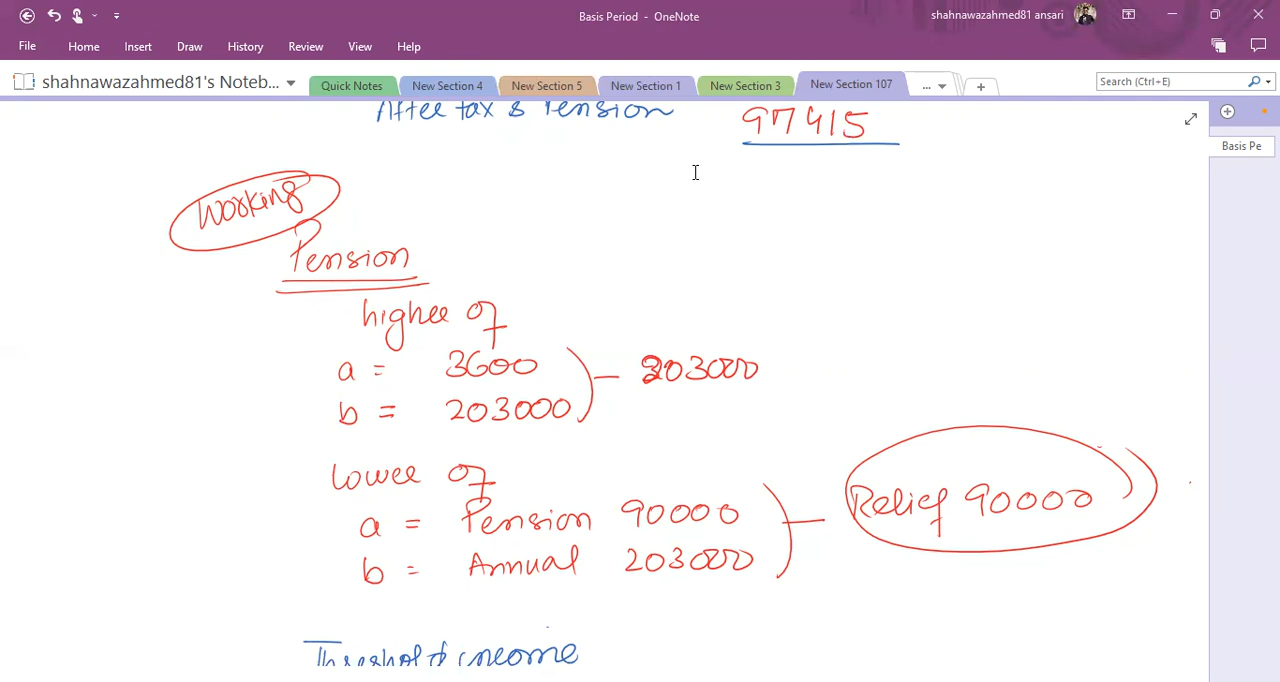 Basis Period - OneNote
shahnawazahmed81 ansari
File Home Insert Draw History Review View Help
shahnawazahmed81's Noteb... Quick Notes New Section 4 New Section 5 New Section 1 New Section 3 New Section 107 ... Search (Ctrl+E)
Basis Pe
After tax & Pension 97415
Working
Pension
higher of
a = 3600
b = 203000
203000
lower of
a = Pension 90000
b = Annual 203000
Relief 90000
Threshold income